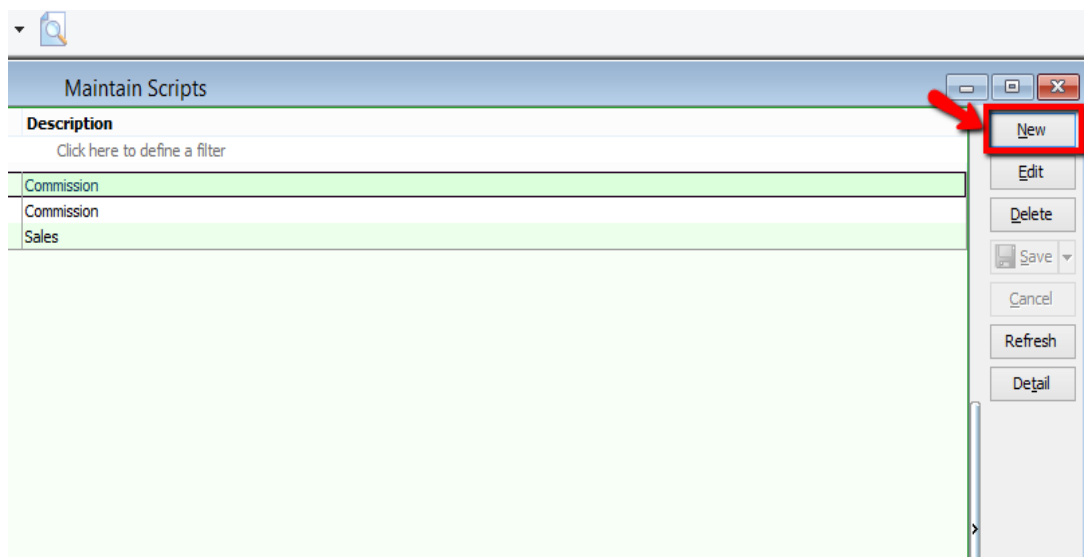 Maintain Scripts
Description
Click here to define a filter
Commission
Commission
Sales
New
Edit
Delete
Save
Cancel
Refresh
Detail